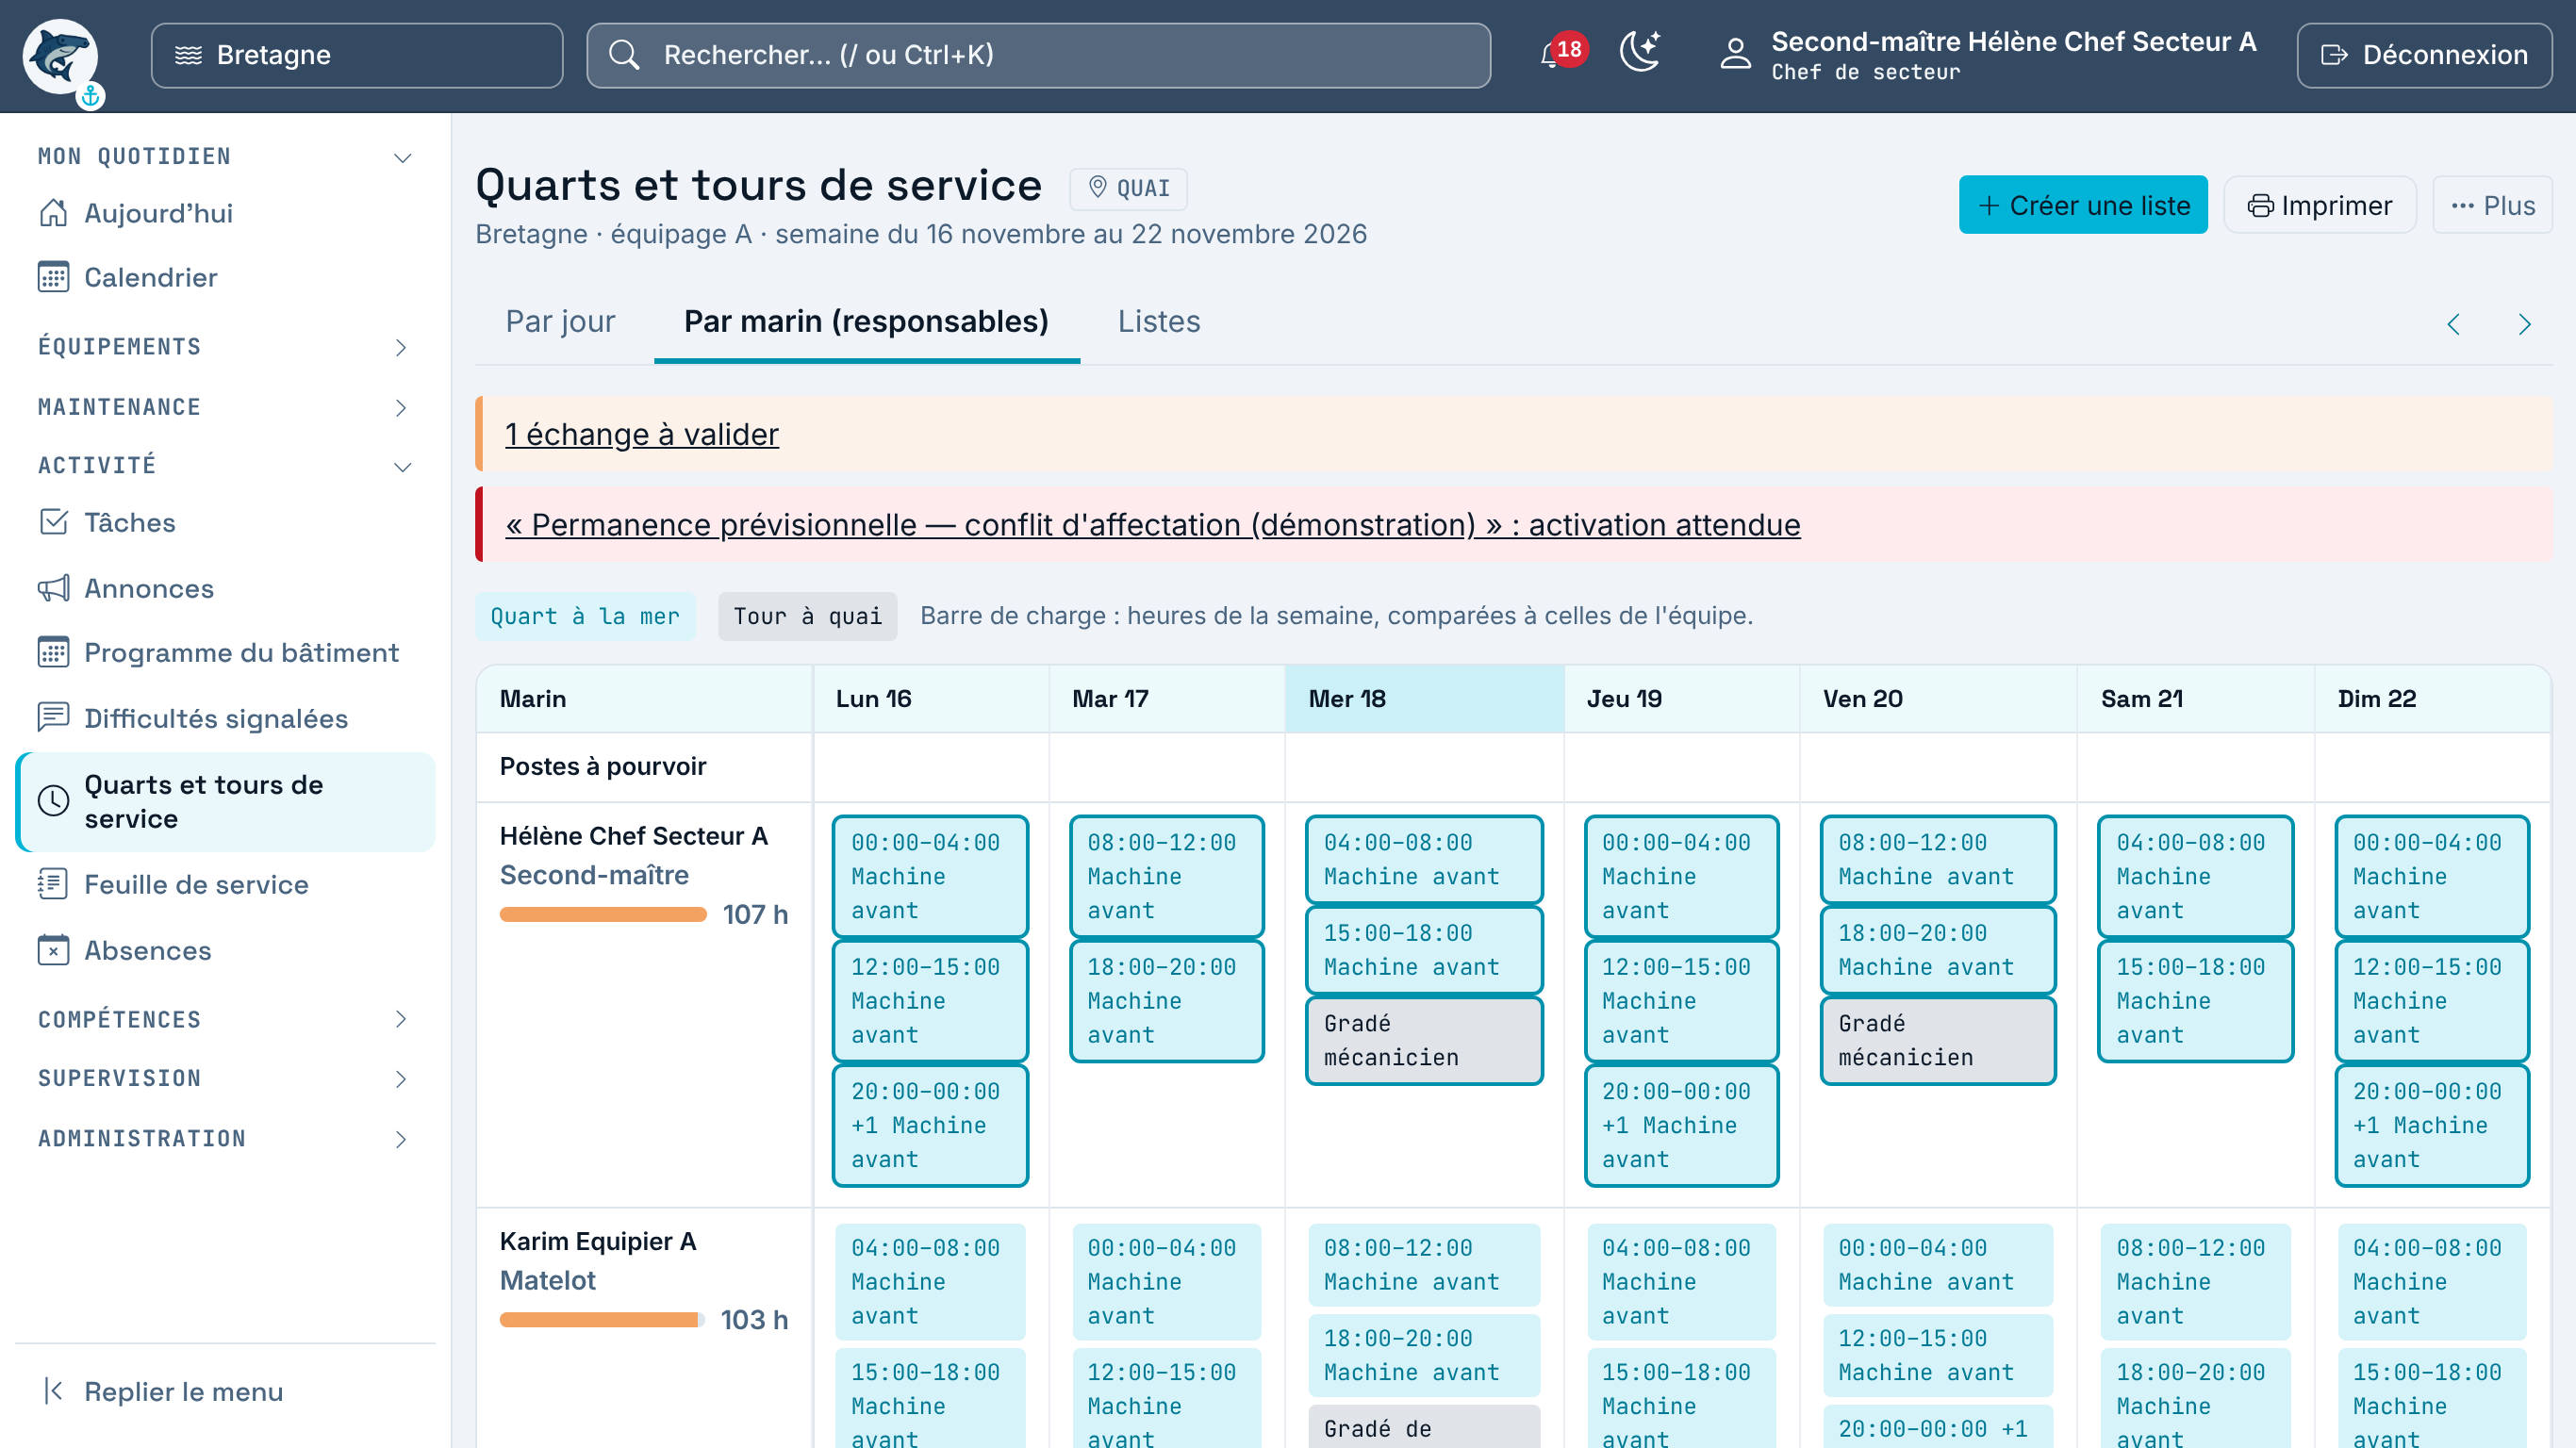 Bretagne
Rechercher... (/ ou Ctrl+K)
18
Second-maître Hélène Chef Secteur A
Chef de secteur
Déconnexion
MON QUOTIDIEN
Aujourd'hui
Calendrier
ÉQUIPEMENTS
MAINTENANCE
ACTIVITÉ
Tâches
Annonces
Programme du bâtiment
Difficultés signalées
Quarts et tours de
service
Feuille de service
Absences
COMPÉTENCES
SUPERVISION
ADMINISTRATION
Replier le menu
Quarts et tours de service
QUAI
Bretagne · équipage A · semaine du 16 novembre au 22 novembre 2026
+ Créer une liste
Imprimer
··· Plus
Par jour
Par marin (responsables)
Listes
1 échange à valider
« Permanence prévisionnelle — conflit d'affectation (démonstration) » : activation attendue
Quart à la mer
Tour à quai
Barre de charge : heures de la semaine, comparées à celles de l'équipe.
Marin
Lun 16
Mar 17
Mer 18
Jeu 19
Ven 20
Sam 21
Dim 22
Postes à pourvoir
Hélène Chef Secteur A
Second-maître
107 h
00:00–04:00
Machine
avant
12:00–15:00
Machine
avant
20:00–00:00
+1 Machine
avant
08:00–12:00
Machine
avant
18:00–20:00
Machine
avant
04:00–08:00
Machine avant
15:00–18:00
Machine avant
Gradé
mécanicien
00:00–04:00
Machine
avant
12:00–15:00
Machine
avant
20:00–00:00
+1 Machine
avant
08:00–12:00
Machine avant
18:00–20:00
Machine avant
Gradé
mécanicien
04:00–08:00
Machine
avant
15:00–18:00
Machine
avant
00:00–04:00
Machine
avant
12:00–15:00
Machine
avant
20:00–00:00
+1 Machine
avant
Karim Equipier A
Matelot
103 h
04:00–08:00
Machine
avant
15:00–18:00
Machine
avant
00:00–04:00
Machine
avant
12:00–15:00
Machine
avant
08:00–12:00
Machine avant
18:00–20:00
Machine avant
Gradé de
04:00–08:00
Machine
avant
15:00–18:00
Machine
avant
00:00–04:00
Machine avant
12:00–15:00
Machine avant
20:00–00:00 +1
08:00–12:00
Machine
avant
18:00–20:00
Machine
avant
04:00–08:00
Machine
avant
15:00–18:00
Machine
avant